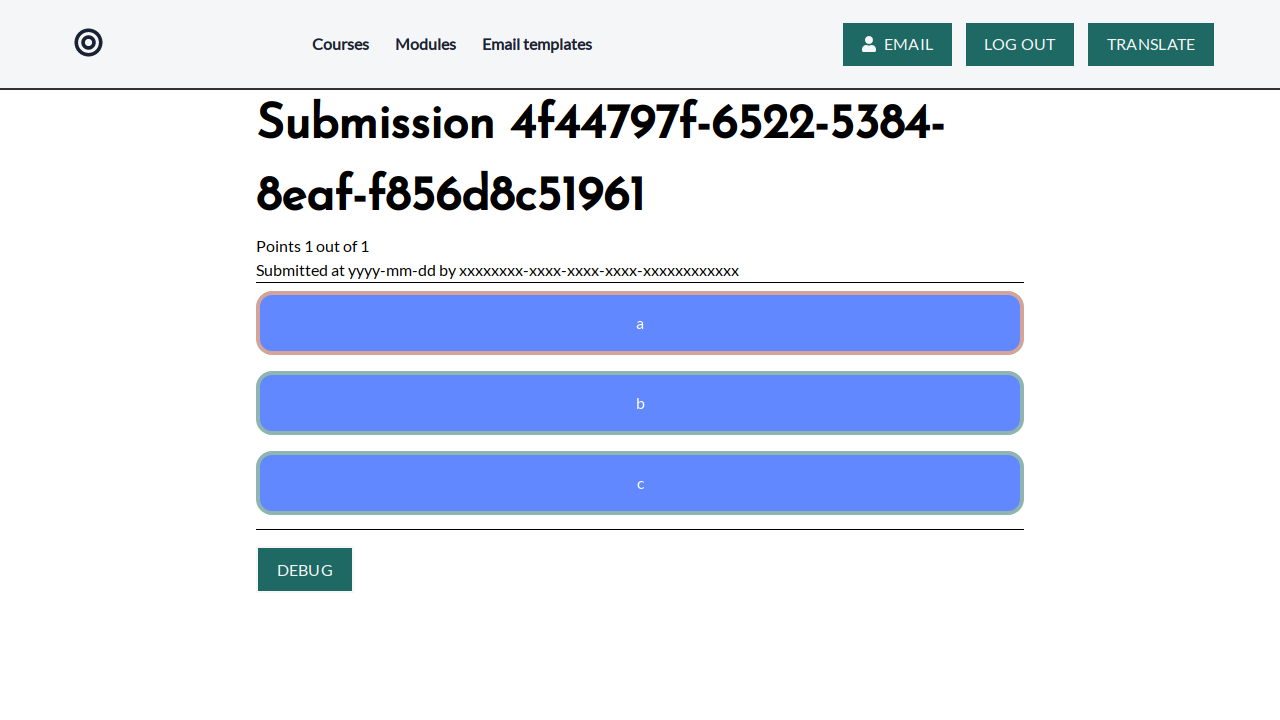 Courses Modules Email templates EMAIL LOG OUT TRANSLATE
Submission 4f44797f-6522-5384-
8eaf-f856d8c51961
Points 1 out of 1
Submitted at yyyy-mm-dd by xxxxxxxx-xxxx-xxxx-xxxx-xxxxxxxxxxxx
a
b
c
DEBUG